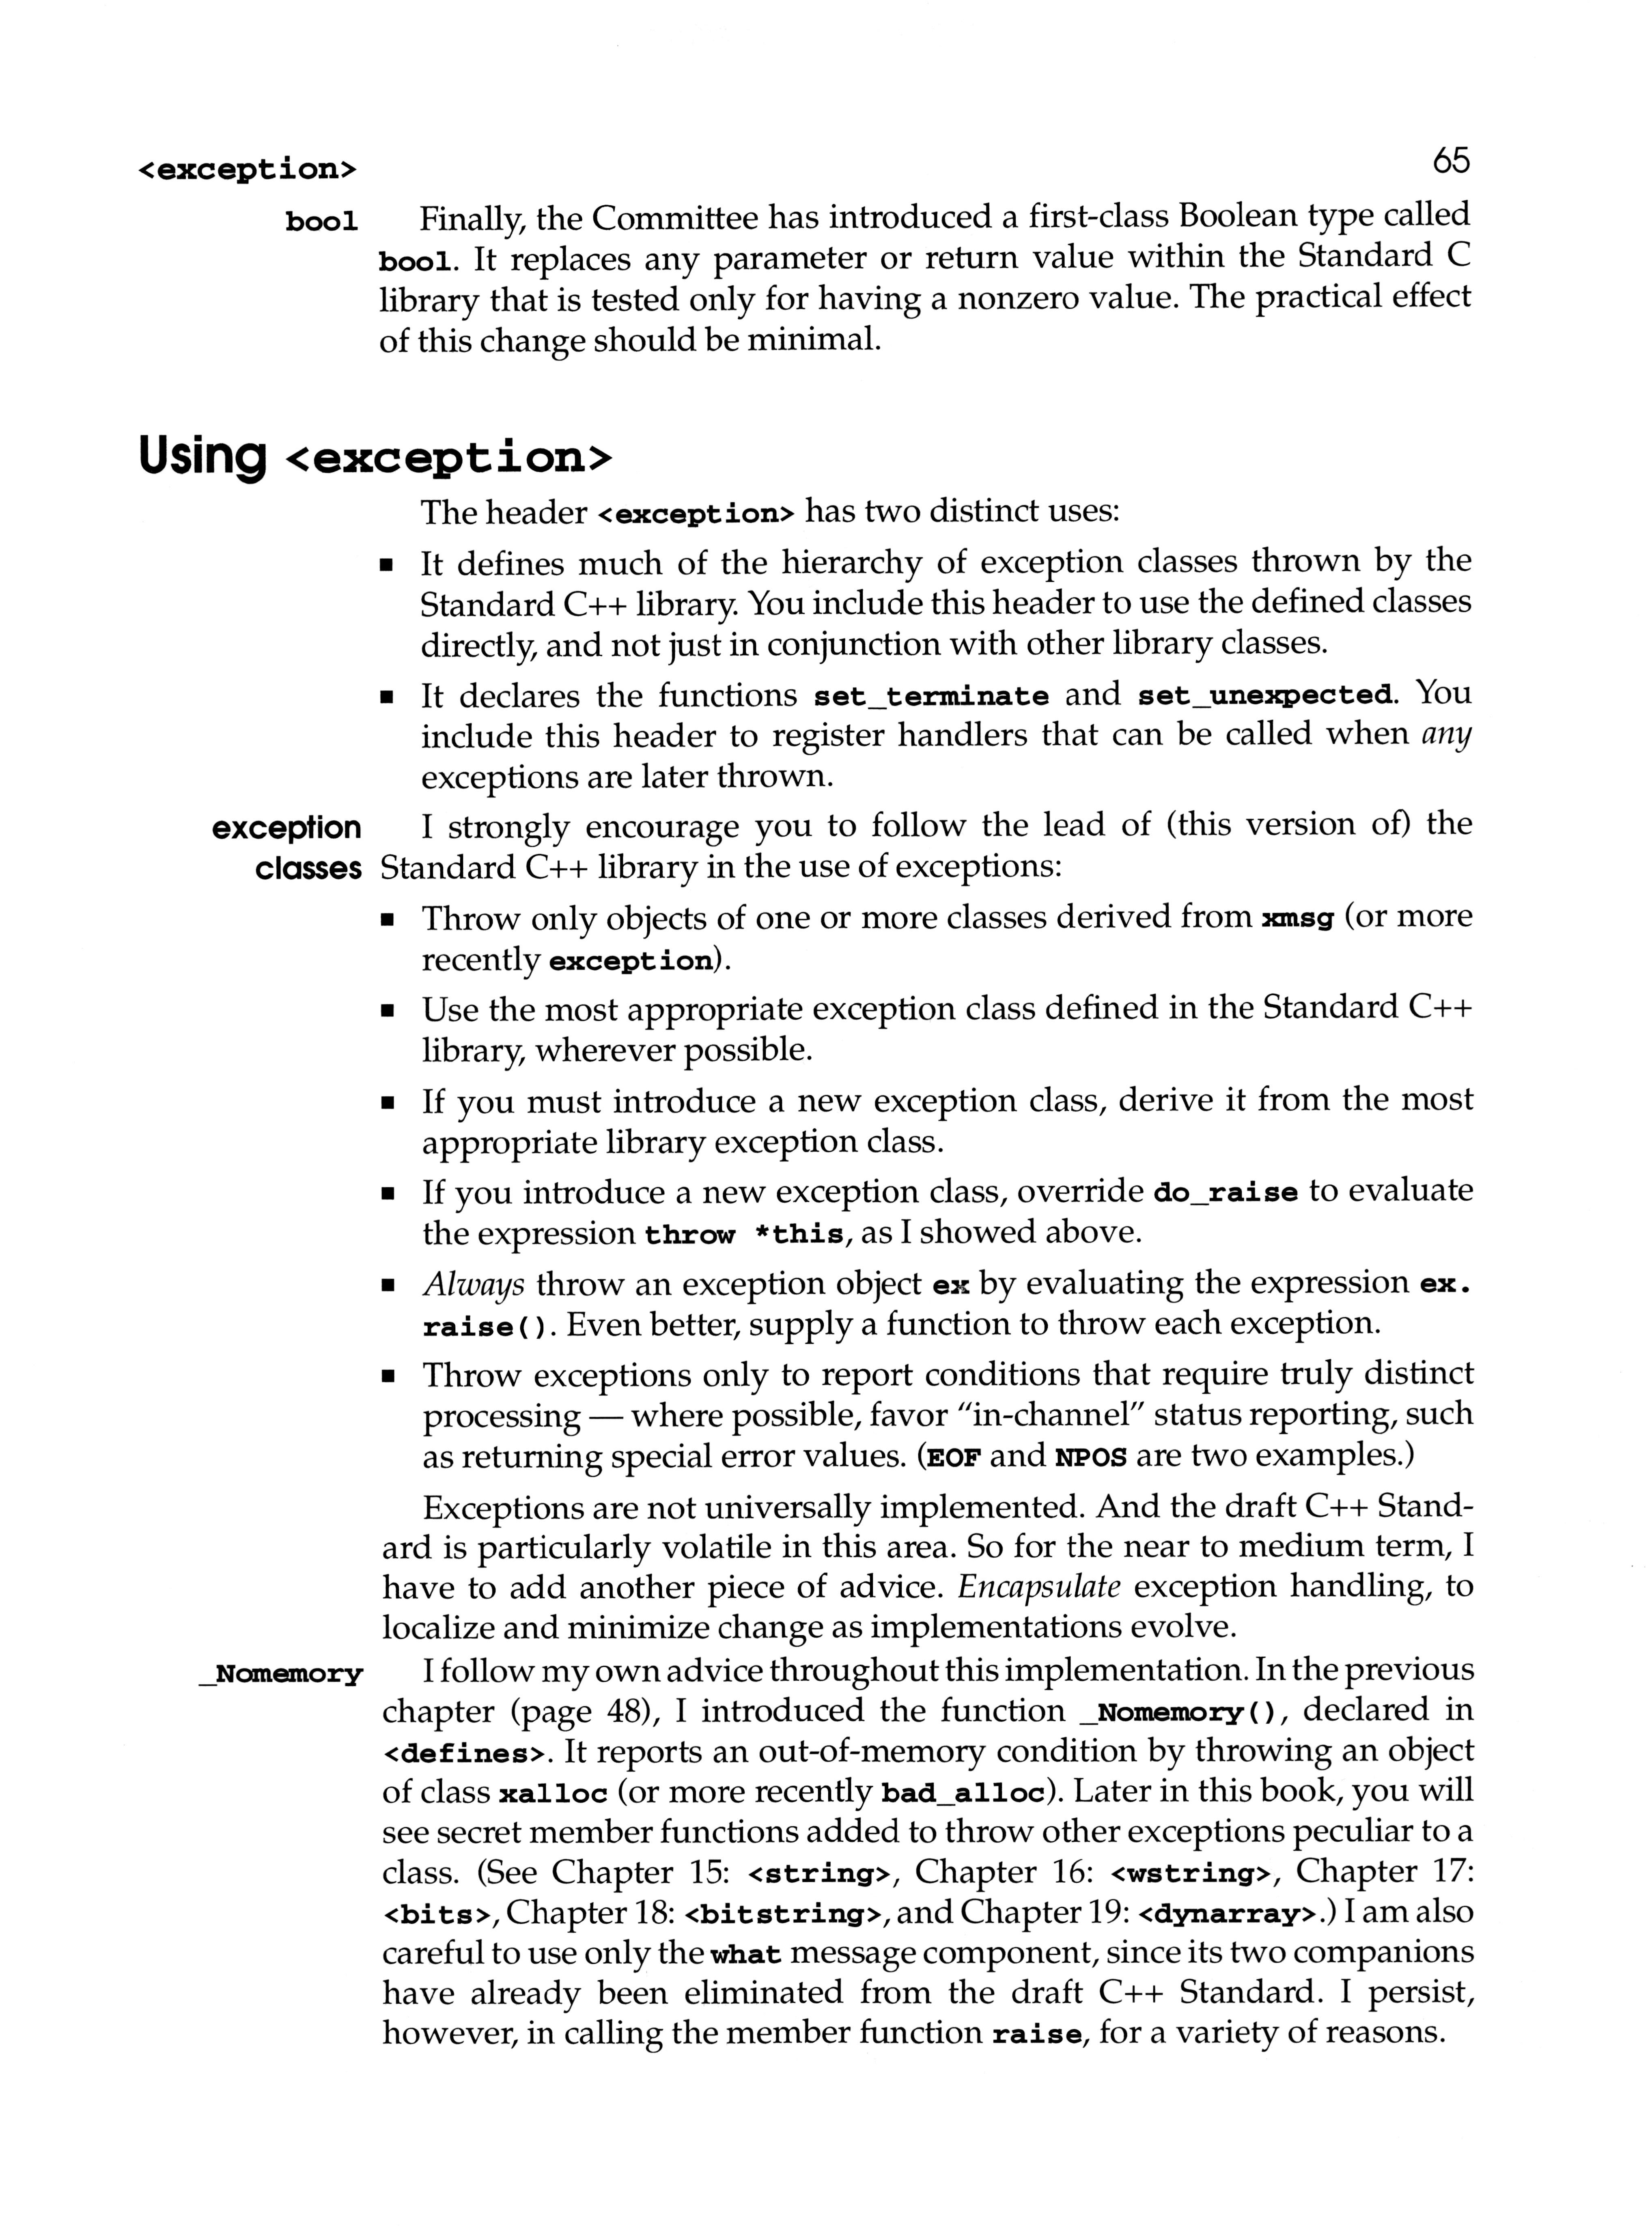 <exception> 65
bool Finally, the Committee has introduced a first-class Boolean type called
bool. It replaces any parameter or return value within the Standard C
library that is tested only for having a nonzero value. The practical effect
of this change should be minimal.
Using <exception>
The header <exception> has two distinct uses:
▪ It defines much of the hierarchy of exception classes thrown by the
Standard C++ library. You include this header to use the defined classes
directly, and not just in conjunction with other library classes.
▪ It declares the functions set_terminate and set_unexpected. You
include this header to register handlers that can be called when any
exceptions are later thrown.
exception I strongly encourage you to follow the lead of (this version of) the
classes Standard C++ library in the use of exceptions:
▪ Throw only objects of one or more classes derived from xmsg (or more
recently exception).
▪ Use the most appropriate exception class defined in the Standard C++
library, wherever possible.
▪ If you must introduce a new exception class, derive it from the most
appropriate library exception class.
▪ If you introduce a new exception class, override do_raise to evaluate
the expression throw *this, as I showed above.
▪ Always throw an exception object ex by evaluating the expression ex.
raise(). Even better, supply a function to throw each exception.
▪ Throw exceptions only to report conditions that require truly distinct
processing — where possible, favor "in-channel" status reporting, such
as returning special error values. (EOF and NPOS are two examples.)
Exceptions are not universally implemented. And the draft C++ Stand-
ard is particularly volatile in this area. So for the near to medium term, I
have to add another piece of advice. Encapsulate exception handling, to
localize and minimize change as implementations evolve.
_Nomemory I follow my own advice throughout this implementation. In the previous
chapter (page 48), I introduced the function _Nomemory(), declared in
<defines>. It reports an out-of-memory condition by throwing an object
of class xalloc (or more recently bad_alloc). Later in this book, you will
see secret member functions added to throw other exceptions peculiar to a
class. (See Chapter 15: <string>, Chapter 16: <wstring>, Chapter 17:
<bits>, Chapter 18: <bitstring>, and Chapter 19: <dynarray>.) I am also
careful to use only the what message component, since its two companions
have already been eliminated from the draft C++ Standard. I persist,
however, in calling the member function raise, for a variety of reasons.